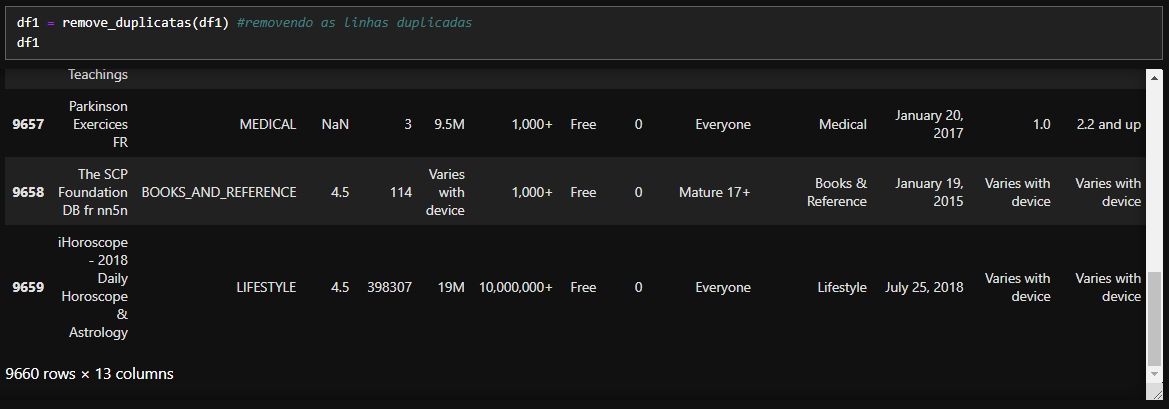 df1 = remove_duplicatas(df1) #removendo as linhas duplicadas
df1
Teachings
9657 Parkinson Exercices FR MEDICAL NaN 3 9.5M 1,000+ Free 0 Everyone Medical January 20, 2017 1.0 2.2 and up
9658 The SCP Foundation DB fr nn5n BOOKS_AND_REFERENCE 4.5 114 Varies with device 1,000+ Free 0 Mature 17+ Books & Reference January 19, 2015 Varies with device Varies with device
9659 iHoroscope - 2018 Daily Horoscope & Astrology LIFESTYLE 4.5 398307 19M 10,000,000+ Free 0 Everyone Lifestyle July 25, 2018 Varies with device Varies with device
9660 rows × 13 columns